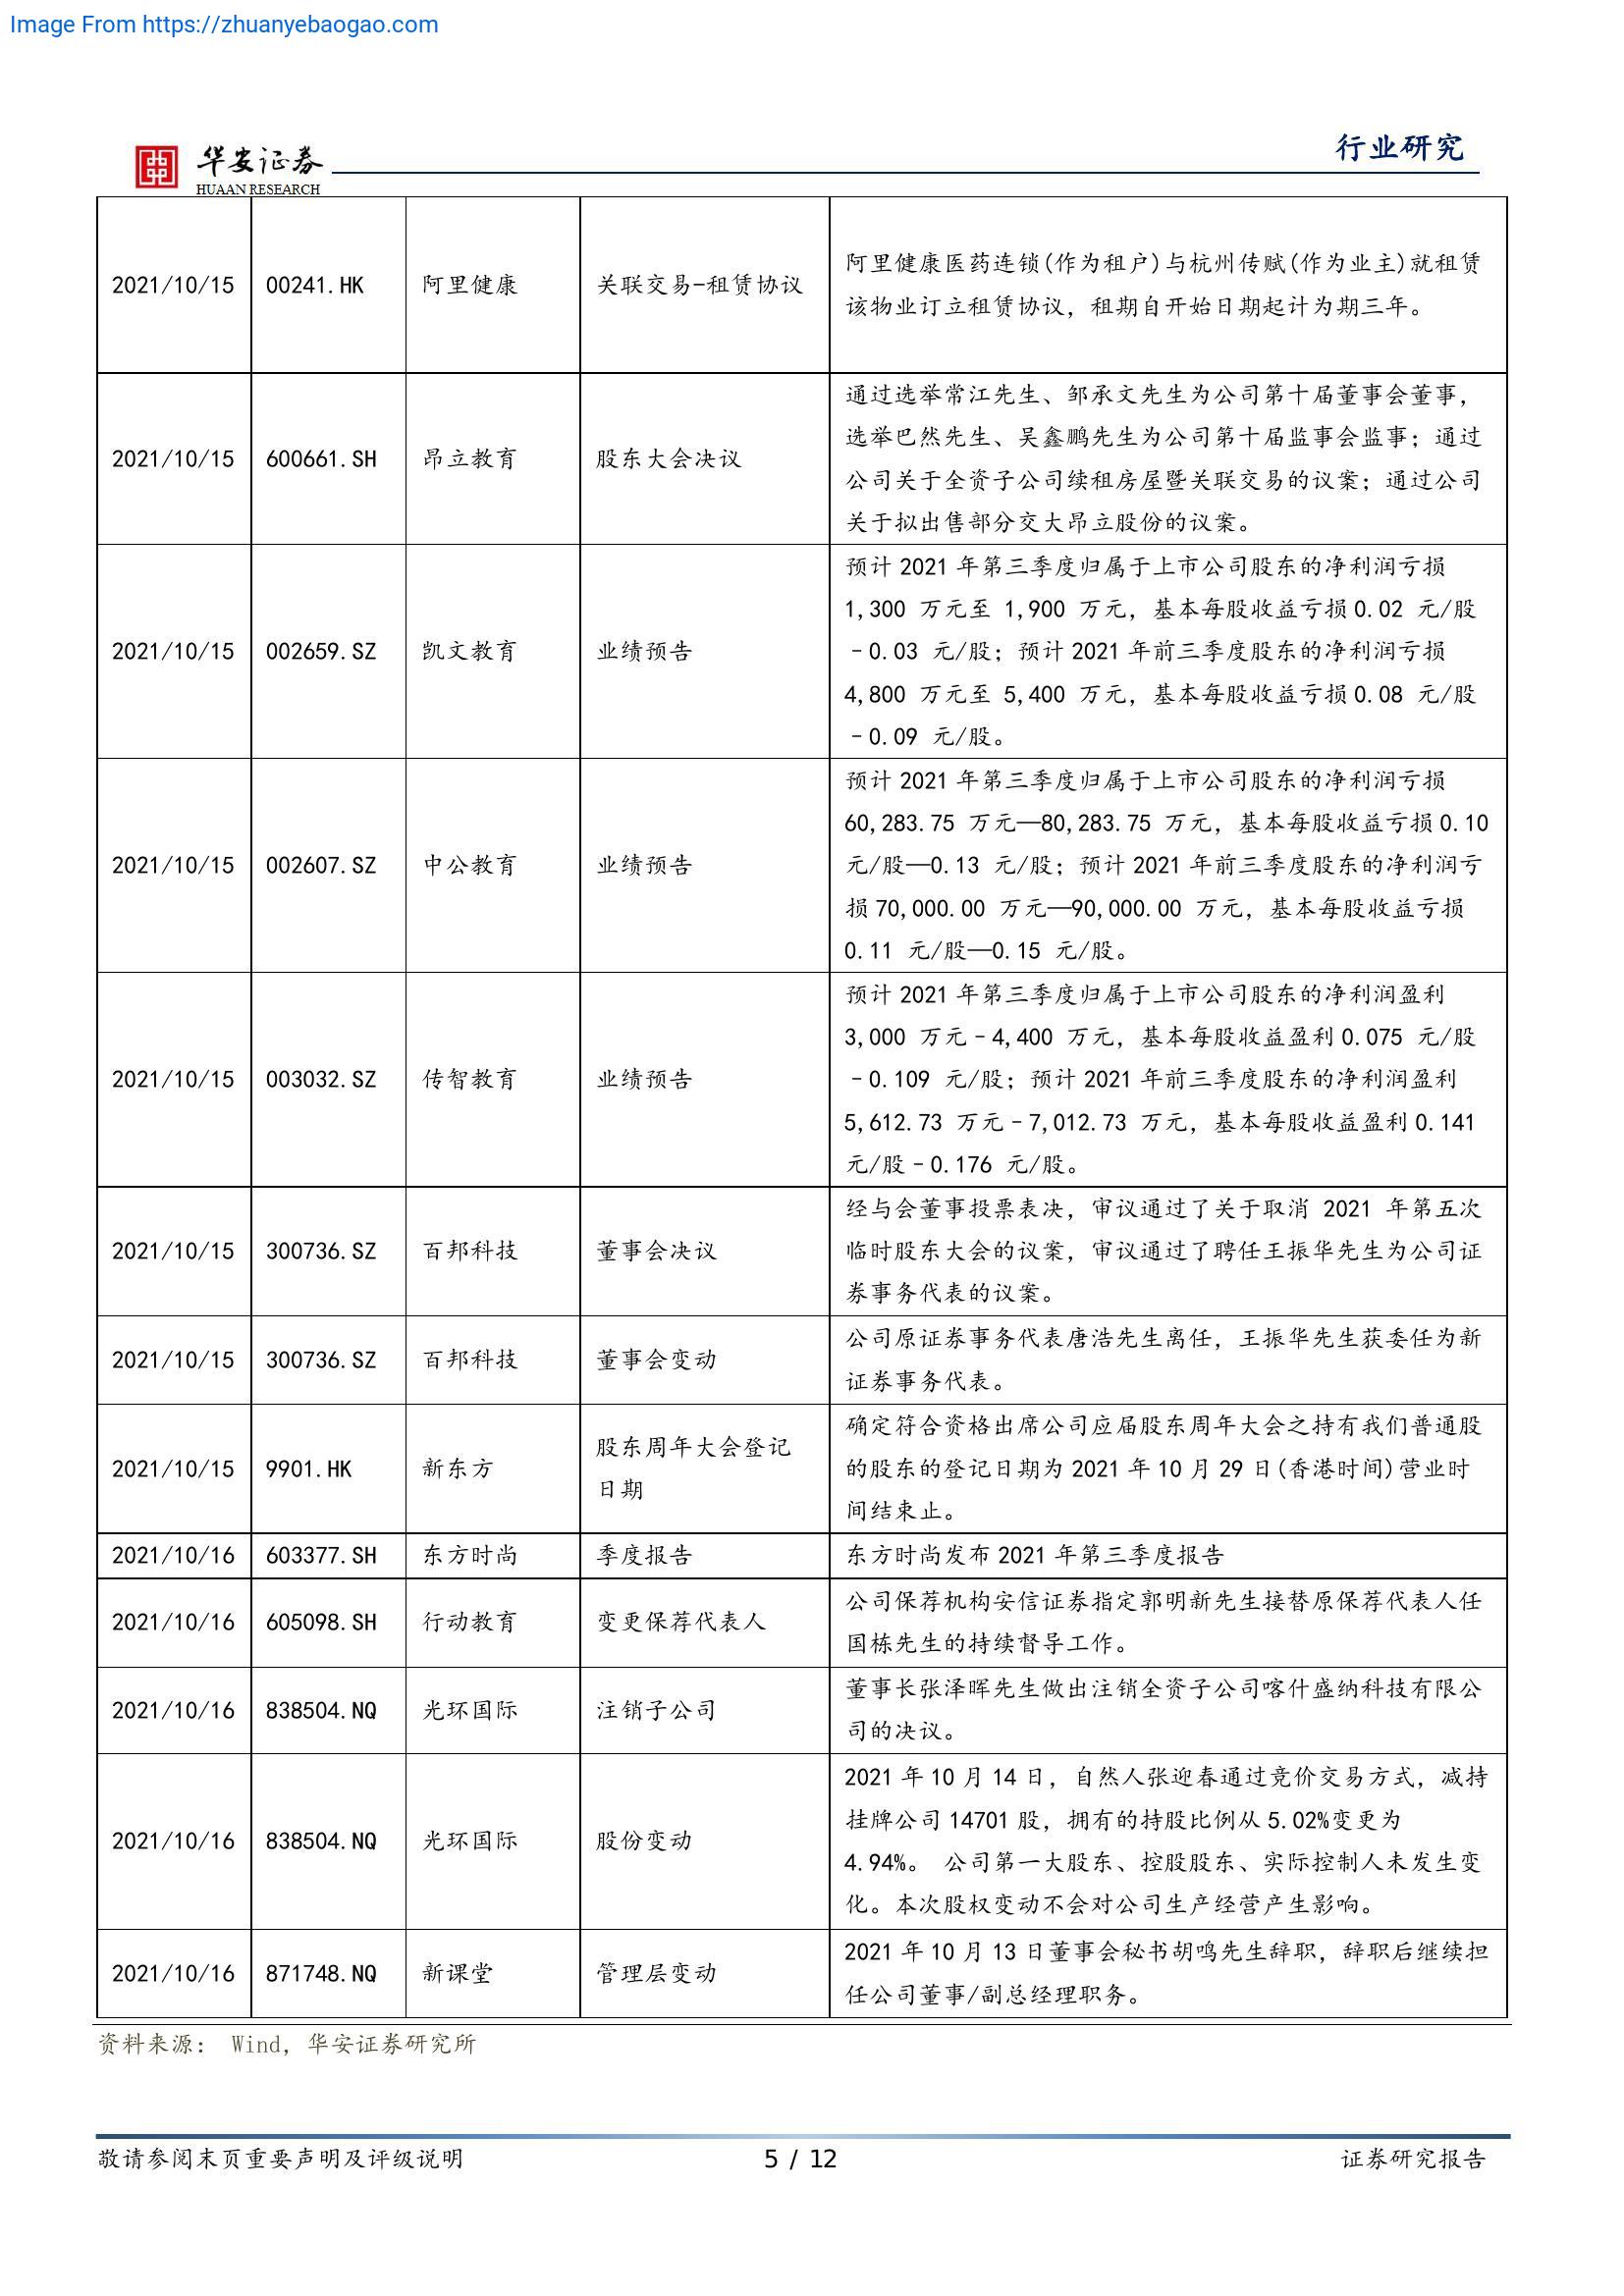 Image From https://zhuanyebaogao.com
华安证券
HUAAN RESEARCH
行业研究
2021/10/15 00241.HK 阿里健康 关联交易-租赁协议
阿里健康医药连锁(作为租户)与杭州传赋(作为业主)就租赁
该物业订立租赁协议，租期自开始日期起计为期三年。
2021/10/15 600661.SH 昂立教育 股东大会决议
通过选举常江先生、邹承文先生为公司第十届董事会董事，
选举巴然先生、吴鑫鹏先生为公司第十届监事会监事；通过
公司关于全资子公司续租房屋暨关联交易的议案；通过公司
关于拟出售部分交大昂立股份的议案。
2021/10/15 002659.SZ 凯文教育 业绩预告
预计 2021 年第三季度归属于上市公司股东的净利润亏损
1,300 万元至 1,900 万元，基本每股收益亏损 0.02 元/股
–0.03 元/股；预计 2021 年前三季度股东的净利润亏损
4,800 万元至 5,400 万元，基本每股收益亏损 0.08 元/股
–0.09 元/股。
2021/10/15 002607.SZ 中公教育 业绩预告
预计 2021 年第三季度归属于上市公司股东的净利润亏损
60,283.75 万元—80,283.75 万元，基本每股收益亏损 0.10
元/股—0.13 元/股；预计 2021 年前三季度股东的净利润亏
损 70,000.00 万元—90,000.00 万元，基本每股收益亏损
0.11 元/股—0.15 元/股。
2021/10/15 003032.SZ 传智教育 业绩预告
预计 2021 年第三季度归属于上市公司股东的净利润盈利
3,000 万元–4,400 万元，基本每股收益盈利 0.075 元/股
–0.109 元/股；预计 2021 年前三季度股东的净利润盈利
5,612.73 万元–7,012.73 万元，基本每股收益盈利 0.141
元/股–0.176 元/股。
2021/10/15 300736.SZ 百邦科技 董事会决议
经与会董事投票表决，审议通过了关于取消 2021 年第五次
临时股东大会的议案，审议通过了聘任王振华先生为公司证
券事务代表的议案。
2021/10/15 300736.SZ 百邦科技 董事会变动
公司原证券事务代表唐浩先生离任，王振华先生获委任为新
证券事务代表。
2021/10/15 9901.HK 新东方 股东周年大会登记
日期
确定符合资格出席公司应届股东周年大会之持有我们普通股
的股东的登记日期为 2021 年 10 月 29 日(香港时间)营业时
间结束止。
2021/10/16 603377.SH 东方时尚 季度报告 东方时尚发布 2021 年第三季度报告
2021/10/16 605098.SH 行动教育 变更保荐代表人
公司保荐机构安信证券指定郭明新先生接替原保荐代表人任
国栋先生的持续督导工作。
2021/10/16 838504.NQ 光环国际 注销子公司
董事长张泽晖先生做出注销全资子公司喀什盛纳科技有限公
司的决议。
2021/10/16 838504.NQ 光环国际 股份变动
2021 年 10 月 14 日，自然人张迎春通过竞价交易方式，减持
挂牌公司 14701 股，拥有的持股比例从 5.02%变更为
4.94%。 公司第一大股东、控股股东、实际控制人未发生变
化。本次股权变动不会对公司生产经营产生影响。
2021/10/16 871748.NQ 新课堂 管理层变动
2021 年 10 月 13 日董事会秘书胡鸣先生辞职，辞职后继续担
任公司董事/副总经理职务。
资料来源： Wind，华安证券研究所
敬请参阅末页重要声明及评级说明 5 / 12 证券研究报告